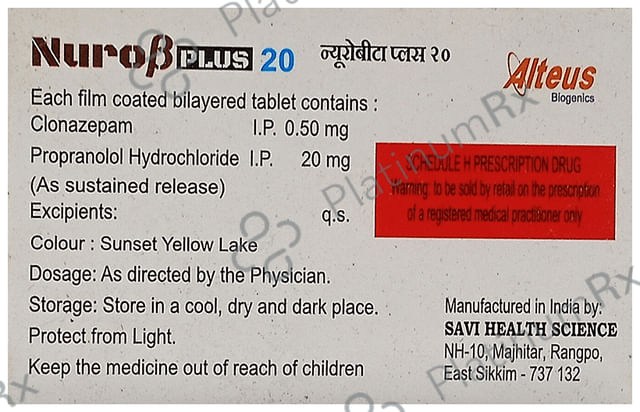 Nuroβ PLUS 20 न्यूरोबीटा प्लस २०
Alteus
Biogenics
Each film coated bilayered tablet contains :
Clonazepam I.P. 0.50 mg
Propranolol Hydrochloride I.P. 20 mg
(As sustained release)
Excipients: q.s.
Colour : Sunset Yellow Lake
Dosage: As directed by the Physician.
Storage: Store in a cool, dry and dark place.
Protect from Light.
Keep the medicine out of reach of children
SCHEDULE H PRESCRIPTION DRUG
Warning: to be sold by retail on the prescription
of a registered medical practitioner only
Manufactured in India by:
SAVI HEALTH SCIENCE
NH-10, Majhitar, Rangpo,
East Sikkim - 737 132
PlatinumRx
PlatinumRx
PlatinumRx